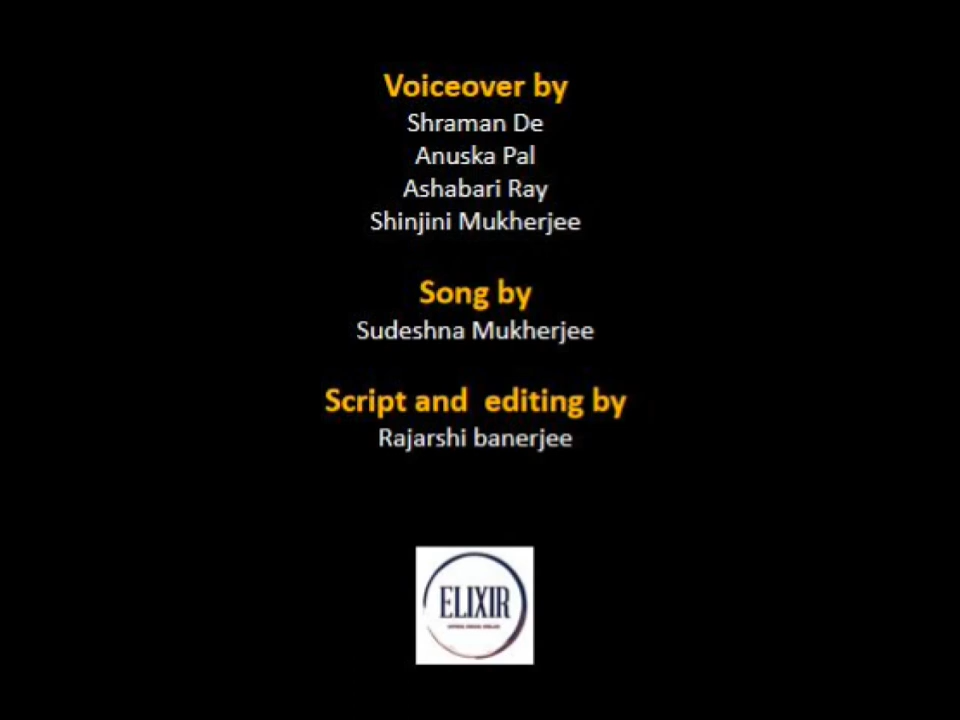 Voiceover by
Shraman De
Anuska Pal
Ashabari Ray
Shinjini Mukherjee
Song by
Sudeshna Mukherjee
Script and  editing by
Rajarshi banerjee
ELIXIR